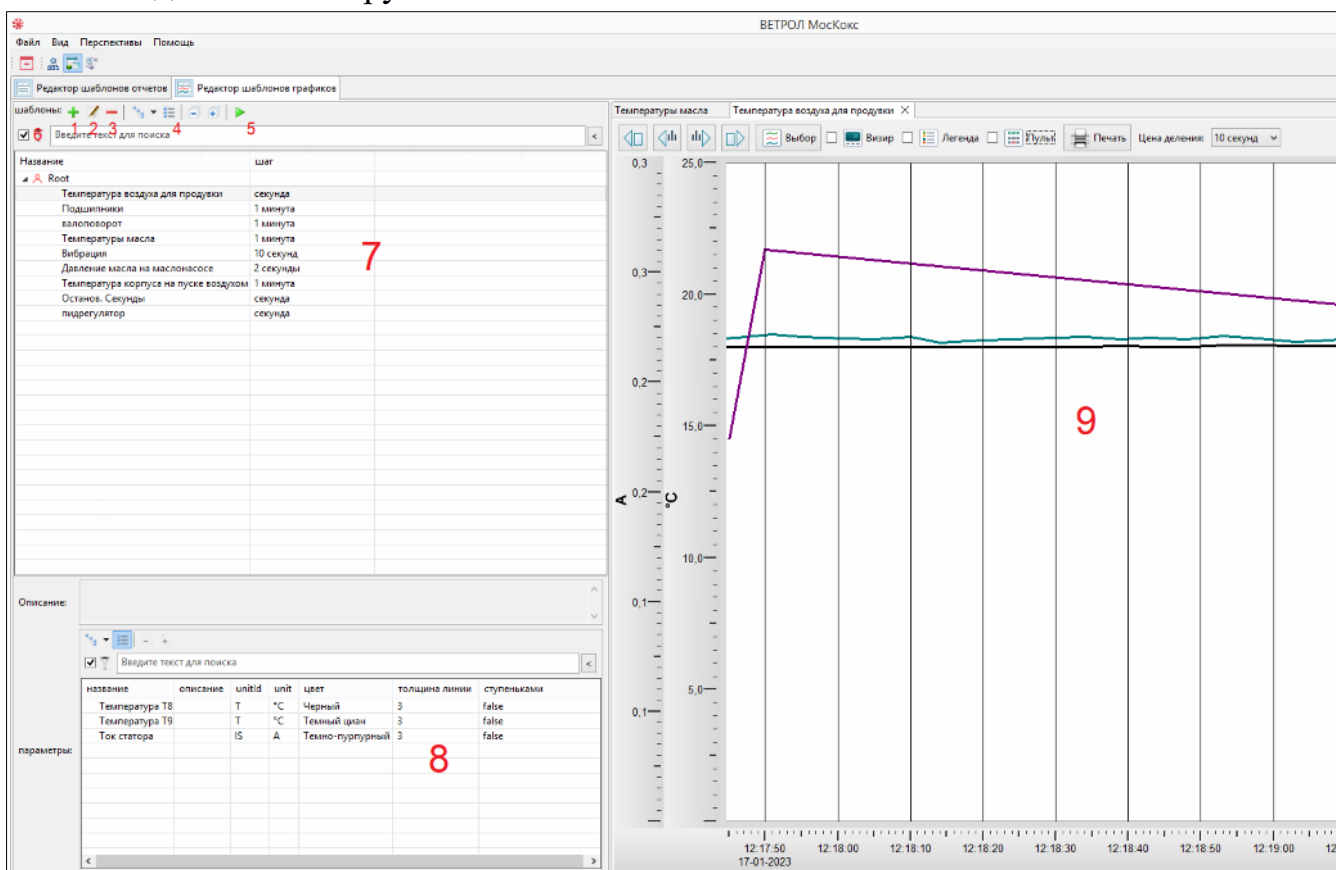 ВЕТРОЛ МосКокс
Файл Вид Перспективы Помощь
Редактор шаблонов отчетов Редактор шаблонов графиков
шаблоны:
1 2 3 4 5
Введите текст для поиска <
Название шаг
Root
Температура воздуха для продувки секунда
Подшипники 1 минута
валоповорот 1 минута
Температуры масла 1 минута
Вибрация 10 секунд
Давление масла на маслонасосе 2 секунды
Температура корпуса на пуске воздухом 1 минута
Останов. Секунды секунда
пидрегулятор секунда
7
Описание:
Введите текст для поиска <
название описание unitId unit цвет толщина линии ступеньками
Температура T8 T °C Черный 3 false
Температура T9 T °C Темный циан 3 false
Ток статора IS A Темно-пурпурный 3 false
параметры:
8
Температуры масла Температура воздуха для продувки
Выбор Визир Легенда Пульт Печать Цена деления: 10 секунд
0,3 25,0
0,3
20,0
0,2
15,0
9
A 0,2 °C
10,0
0,1
5,0
0,1
12:17:50 12:18:00 12:18:10 12:18:20 12:18:30 12:18:40 12:18:50 12:19:00 12
17-01-2023